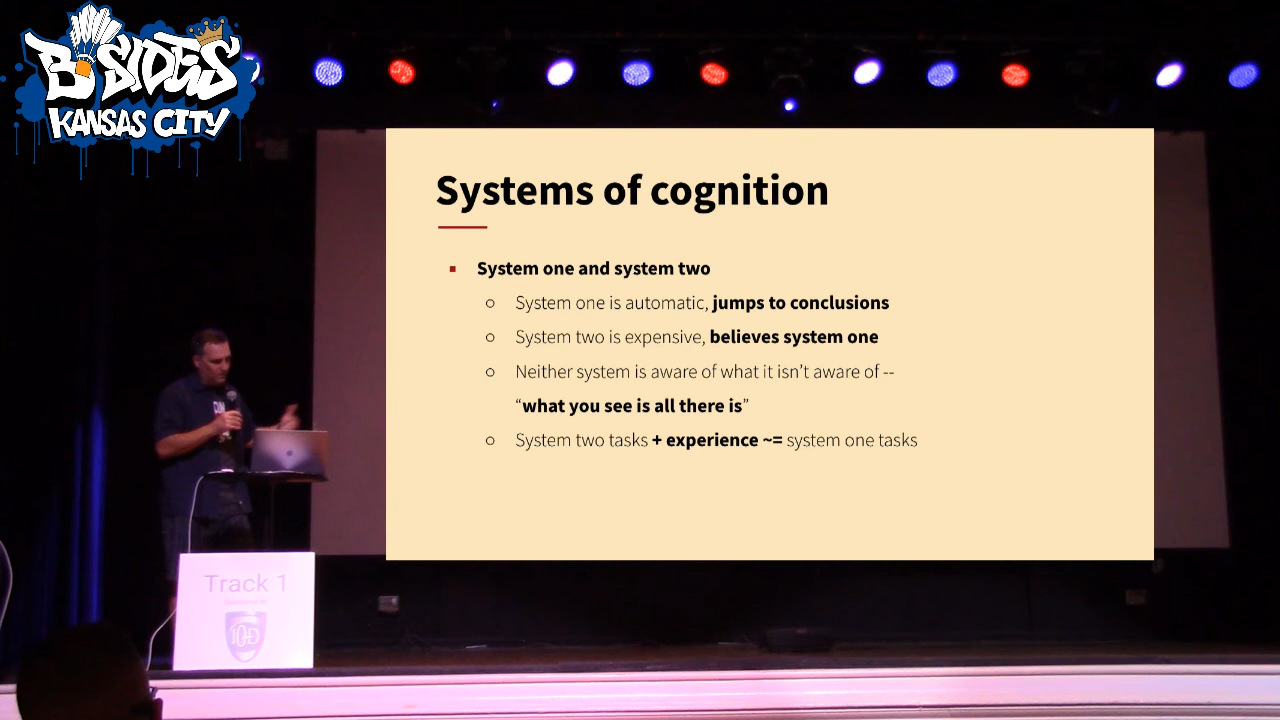 B·SIDES
KANSAS CITY
Systems of cognition
System one and system two
System one is automatic, jumps to conclusions
System two is expensive, believes system one
Neither system is aware of what it isn't aware of --
“what you see is all there is”
System two tasks + experience ~= system one tasks
Track 1